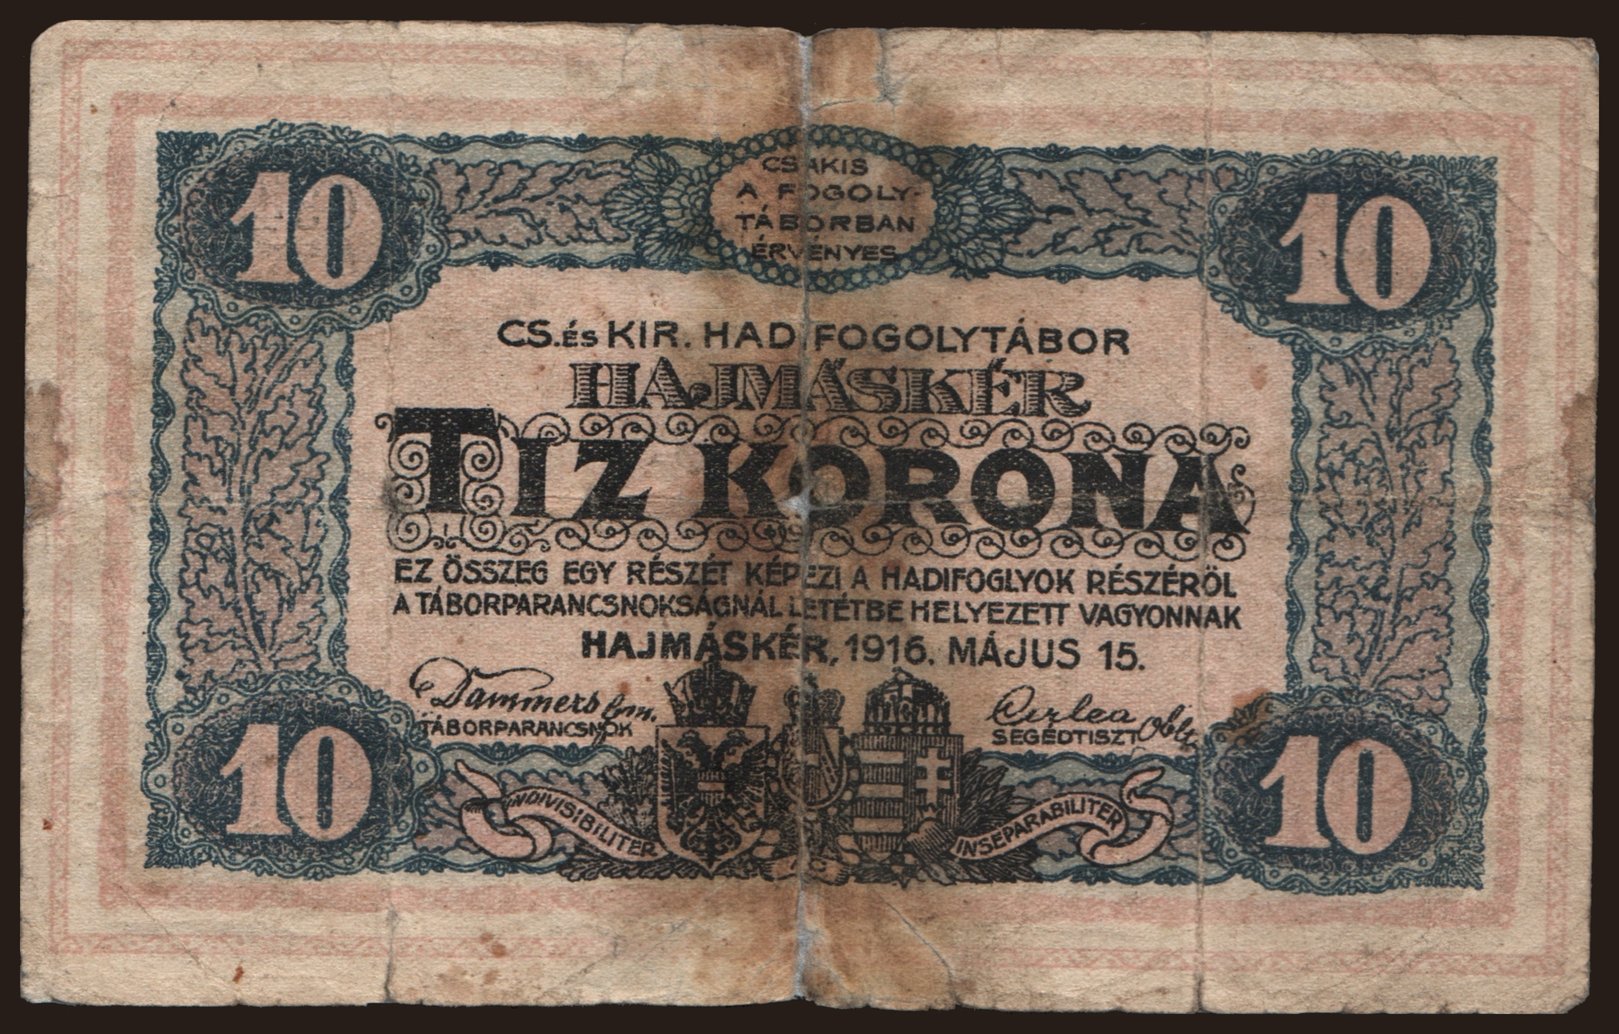 10
CSAKIS
A FOGOLY-
TÁBORBAN
ÉRVÉNYES
10
CS. és KIR. HADIFOGOLYTÁBOR
HAJMÁSKÉR
TIZ KORONA
EZ ÖSSZEG EGY RÉSZÉT KÉPEZI A HADIFOGLYOK RÉSZÉRÖL
A TÁBORPARANCSNOKSÁGNÁL LETÉTBE HELYEZETT VAGYONNAK
HAJMÁSKÉR, 1916. MÁJUS 15.
Dammers
TÁBORPARANCSNOK
SEGÉDTISZT
10
INDIVISIBILITER
INSEPARABILITER
10